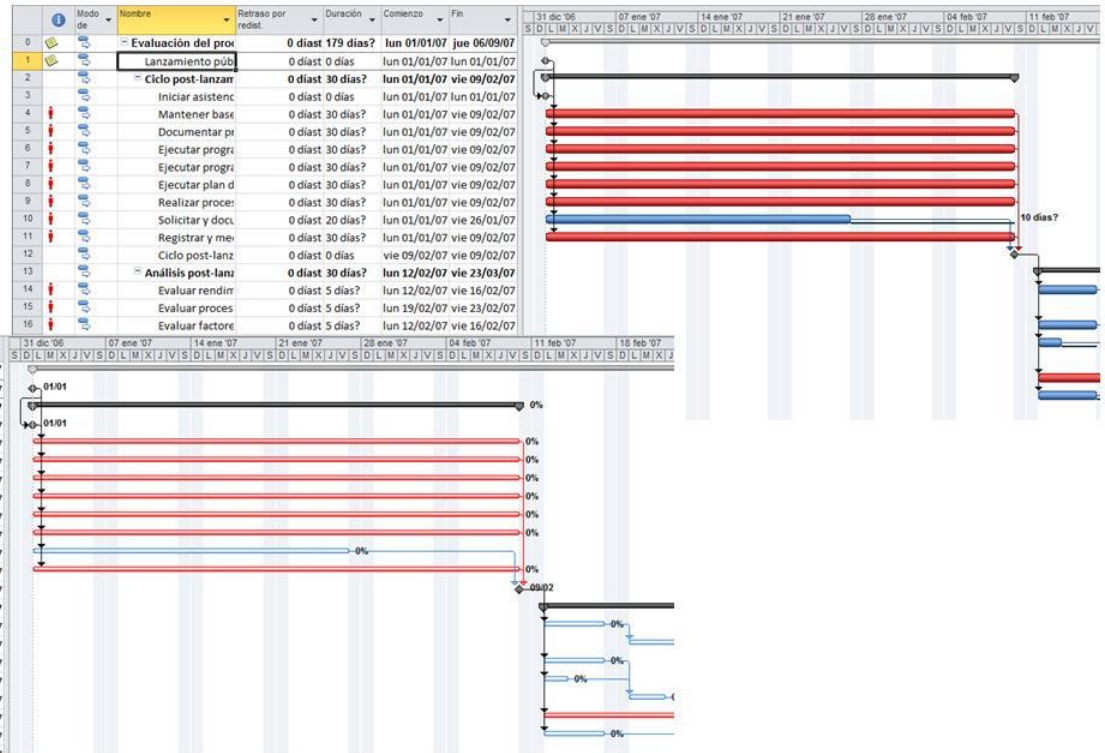 Modo de Nombre Retraso por redist. Duración Comienzo Fin
31 dic '06 07 ene '07 14 ene '07 21 ene '07 28 ene '07 04 feb '07 11 feb '07
S D L M X J V S D L M X J V S D L M X J V S D L M X J V S D L M X J V S D L M X J V S D L M X J V
0 Evaluación del proc 0 díast 179 días? lun 01/01/07 jue 06/09/07
1 Lanzamiento púb 0 díast 0 días lun 01/01/07 lun 01/01/07
2 Ciclo post-lanzam 0 díast 30 días? lun 01/01/07 vie 09/02/07
3 Iniciar asistenc 0 díast 0 días lun 01/01/07 lun 01/01/07
4 Mantener base 0 díast 30 días? lun 01/01/07 vie 09/02/07
5 Documentar pr 0 díast 30 días? lun 01/01/07 vie 09/02/07
6 Ejecutar progra 0 díast 30 días? lun 01/01/07 vie 09/02/07
7 Ejecutar progra 0 díast 30 días? lun 01/01/07 vie 09/02/07
8 Ejecutar plan d 0 díast 30 días? lun 01/01/07 vie 09/02/07
9 Realizar proces 0 díast 30 días? lun 01/01/07 vie 09/02/07
10 Solicitar y docu 0 díast 20 días? lun 01/01/07 vie 26/01/07 10 días?
11 Registrar y me 0 díast 30 días? lun 01/01/07 vie 09/02/07
12 Ciclo post-lanz 0 díast 0 días vie 09/02/07 vie 09/02/07
13 Análisis post-lanz 0 díast 30 días? lun 12/02/07 vie 23/03/07
14 Evaluar rendim 0 díast 5 días? lun 12/02/07 vie 16/02/07
15 Evaluar proces 0 díast 5 días? lun 19/02/07 vie 23/02/07
16 Evaluar factore 0 díast 5 días? lun 12/02/07 vie 16/02/07
31 dic '06 07 ene '07 14 ene '07 21 ene '07 28 ene '07 04 feb '07 11 feb '07 18 feb '07
S D L M X J V S D L M X J V S D L M X J V S D L M X J V S D L M X J V S D L M X J V S D L M X J V S D L M X J
01/01
0%
01/01
0%
0%
0%
0%
0%
0%
0%
0%
09/02
0%
0%
0%
0%